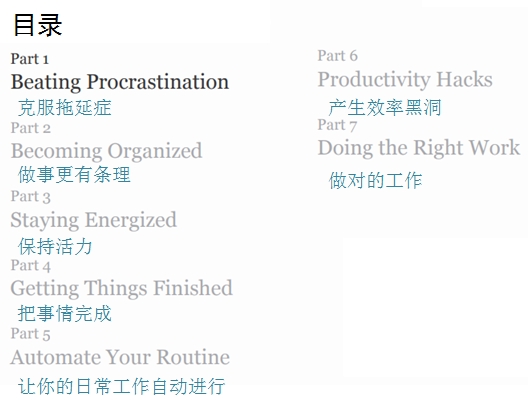 目录
Part 1
Beating Procrastination
克服拖延症
Part 2
Becoming Organized
做事更有条理
Part 3
Staying Energized
保持活力
Part 4
Getting Things Finished
把事情完成
Part 5
Automate Your Routine
让你的日常工作自动进行
Part 6
Productivity Hacks
产生效率黑洞
Part 7
Doing the Right Work
做对的工作